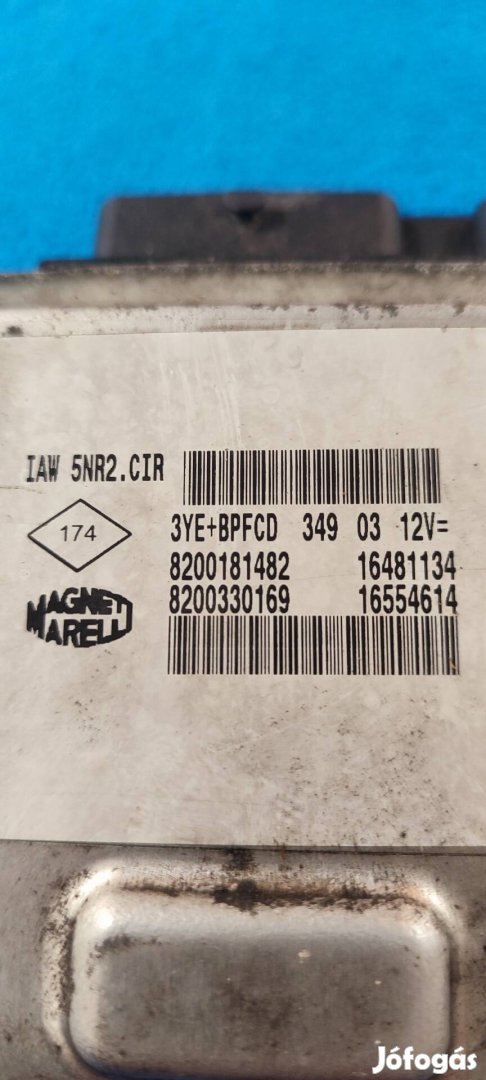 IAW 5NR2.CIR
174
3YE+BPFCD 349 03 12V=
8200181482 16481134
MAGNETI
8200330169 16554614
MARELLI
Jófogás